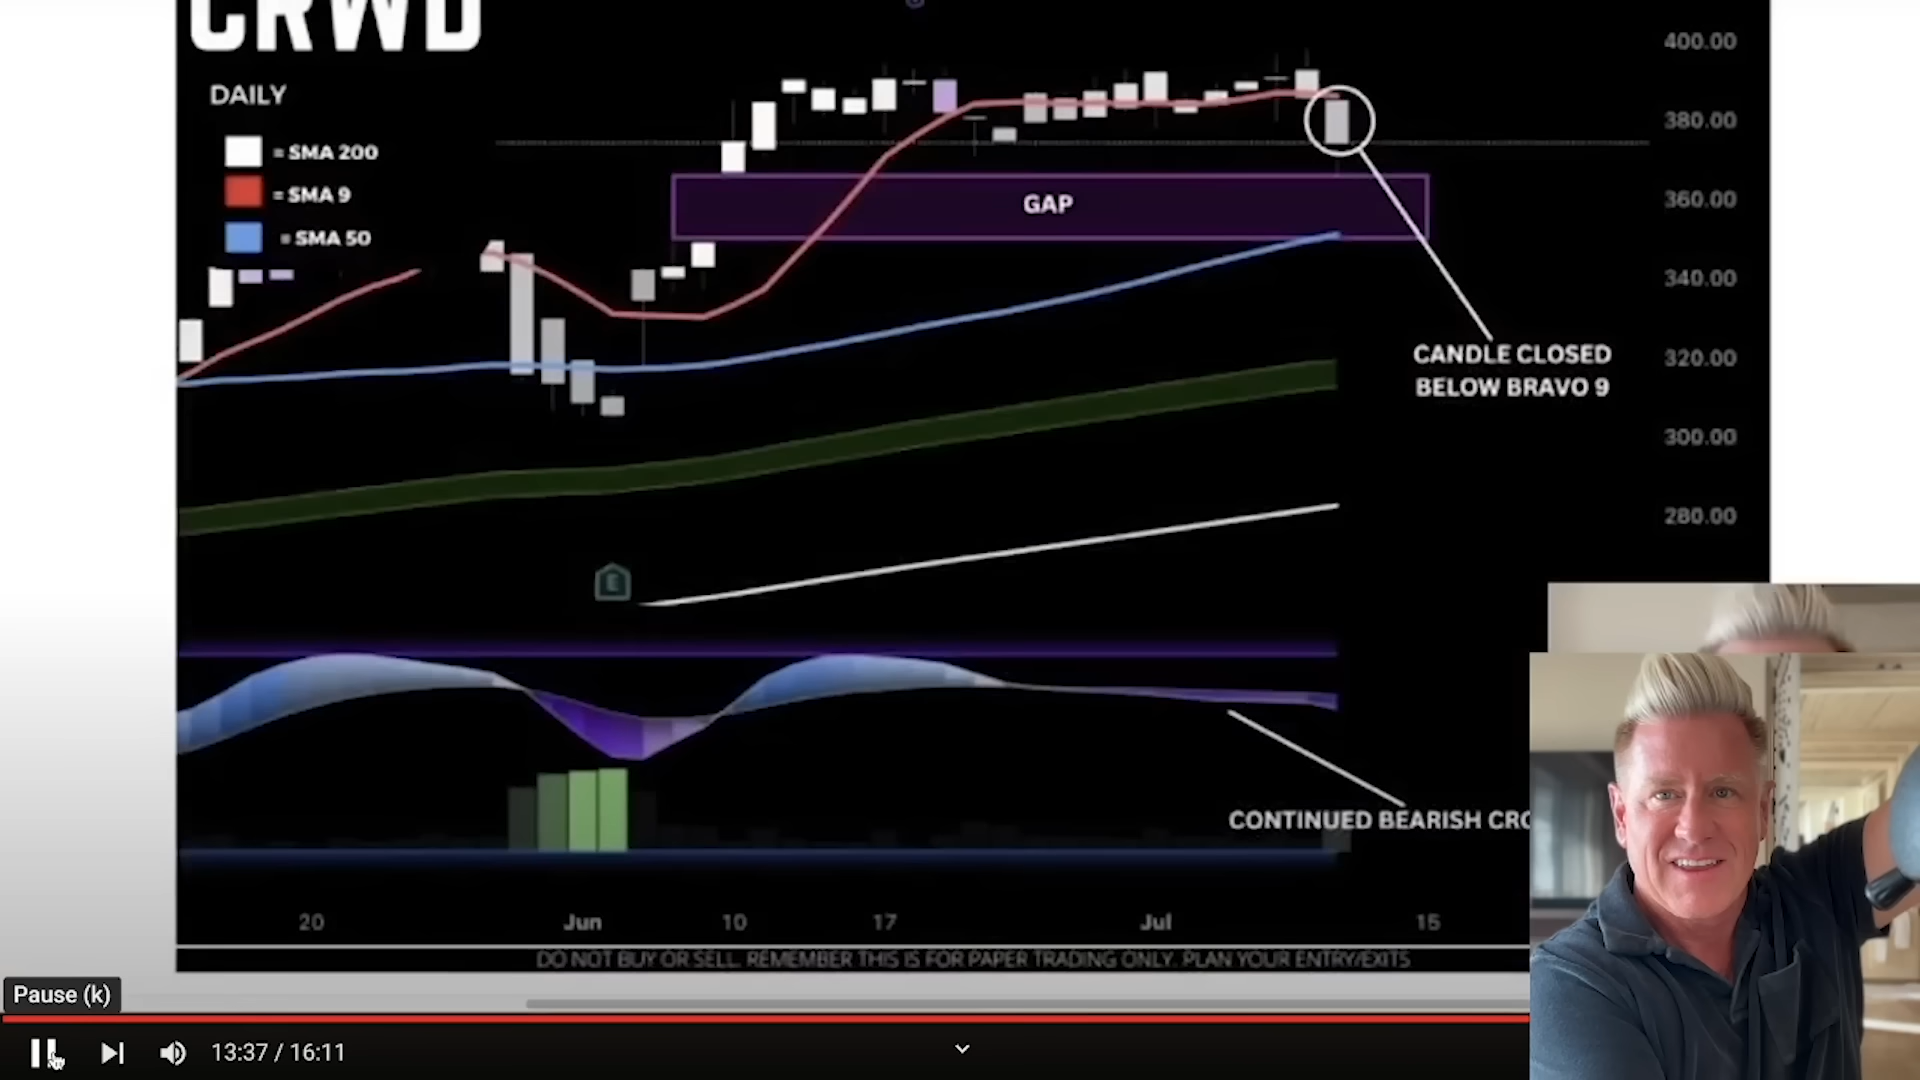 CRWD
DAILY
= SMA 200
= SMA 9
= SMA 50
400.00
380.00
GAP
360.00
340.00
CANDLE CLOSED
BELOW BRAVO 9
320.00
300.00
280.00
E
CONTINUED BEARISH CRO
20
Jun
10
17
Jul
15
DO NOT BUY OR SELL. REMEMBER THIS IS FOR PAPER TRADING ONLY. PLAN YOUR ENTRY/EXITS
Pause (k)
13:37 / 16:11